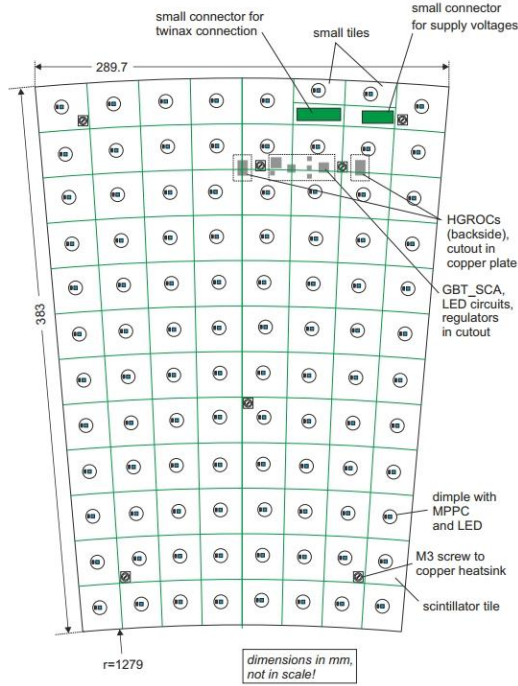 small connector for
twinax connection
small tiles
small connector
for supply voltages
289.7
383
HGROCs
(backside),
cutout in
copper plate
GBT_SCA,
LED circuits,
regulators
in cutout
dimple with
MPPC
and LED
M3 screw to
copper heatsink
scintillator tile
r=1279
dimensions in mm,
not in scale!